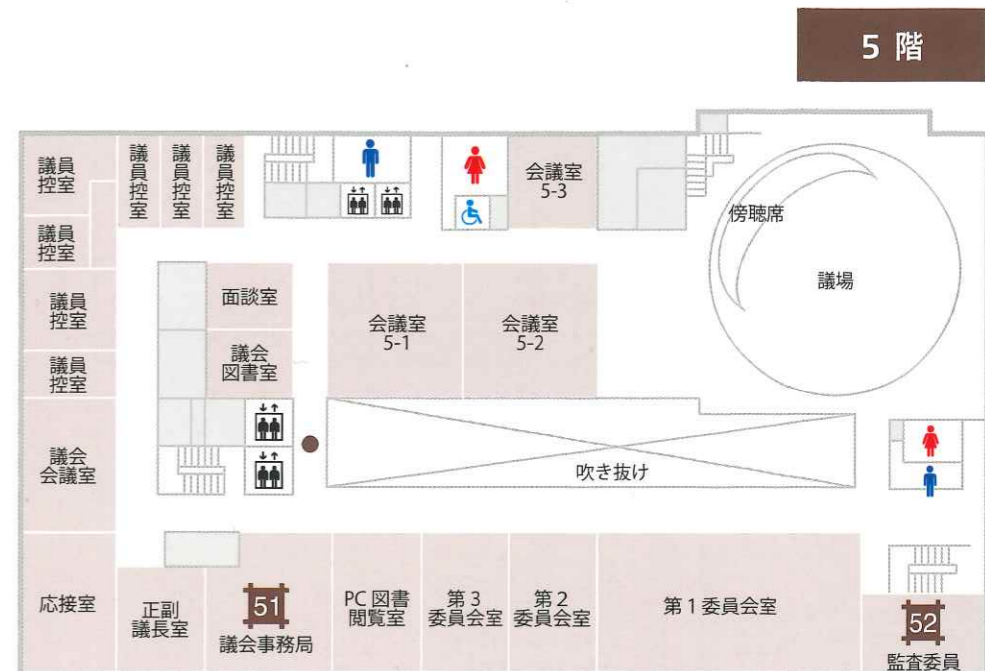 5 階
議員
控室
議員
控室
議員
控室
議員
控室
会議室
5-3
傍聴席
議場
議員
控室
議員
控室
議員
控室
面談室
会議室
5-1
会議室
5-2
議会
図書室
議会
会議室
吹き抜け
応接室
正副
議長室
51
議会事務局
PC 図書
閲覧室
第 3
委員会室
第 2
委員会室
第 1 委員会室
52
監査委員